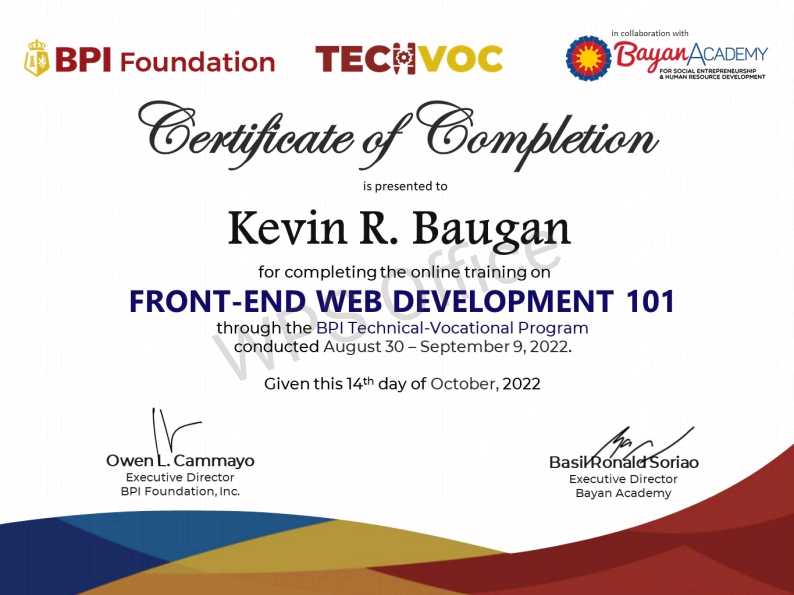 BPI Foundation
TECHVOC
in collaboration with
Bayan ACADEMY
FOR SOCIAL ENTREPRENEURSHIP
& HUMAN RESOURCE DEVELOPMENT
Certificate of Completion
is presented to
Kevin R. Baugan
for completing the online training on
FRONT-END WEB DEVELOPMENT 101
through the BPI Technical-Vocational Program
conducted August 30 – September 9, 2022.
Given this 14th day of October, 2022
WPS Office
Owen L. Cammayo
Executive Director
BPI Foundation, Inc.
Basil Ronald Soriao
Executive Director
Bayan Academy